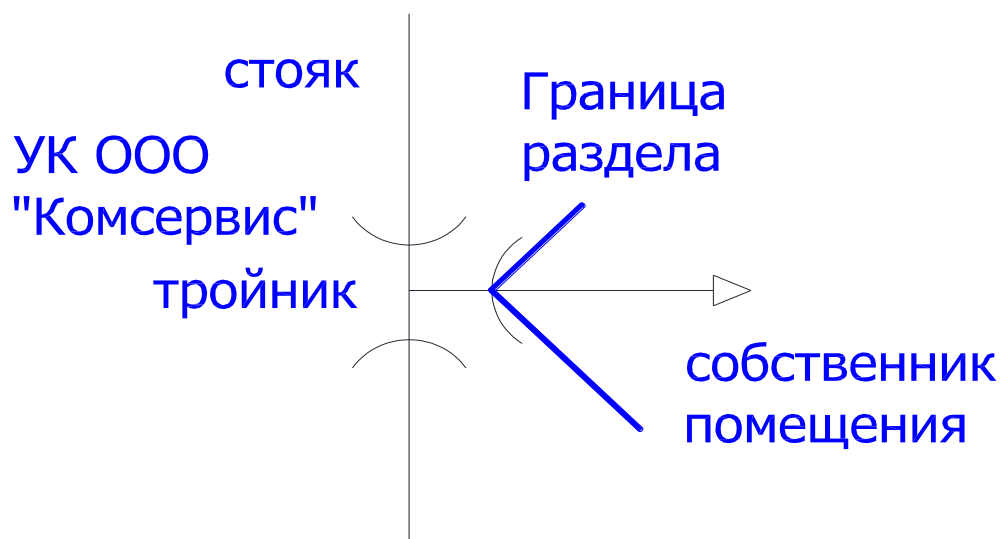 стояк
УК ООО
"Комсервис"
тройник
Граница
раздела
собственник
помещения